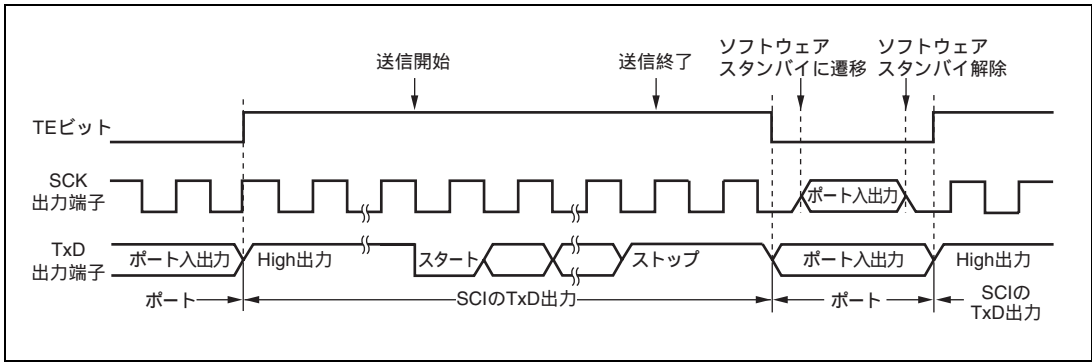 送信開始
送信終了
ソフトウェア
スタンバイに遷移
ソフトウェア
スタンバイ解除
TEビット
SCK
出力端子
ポート入出力
TxD
出力端子
ポート入出力
High出力
スタート
ストップ
ポート入出力
High出力
ポート
SCIのTxD出力
ポート
SCIの
TxD出力